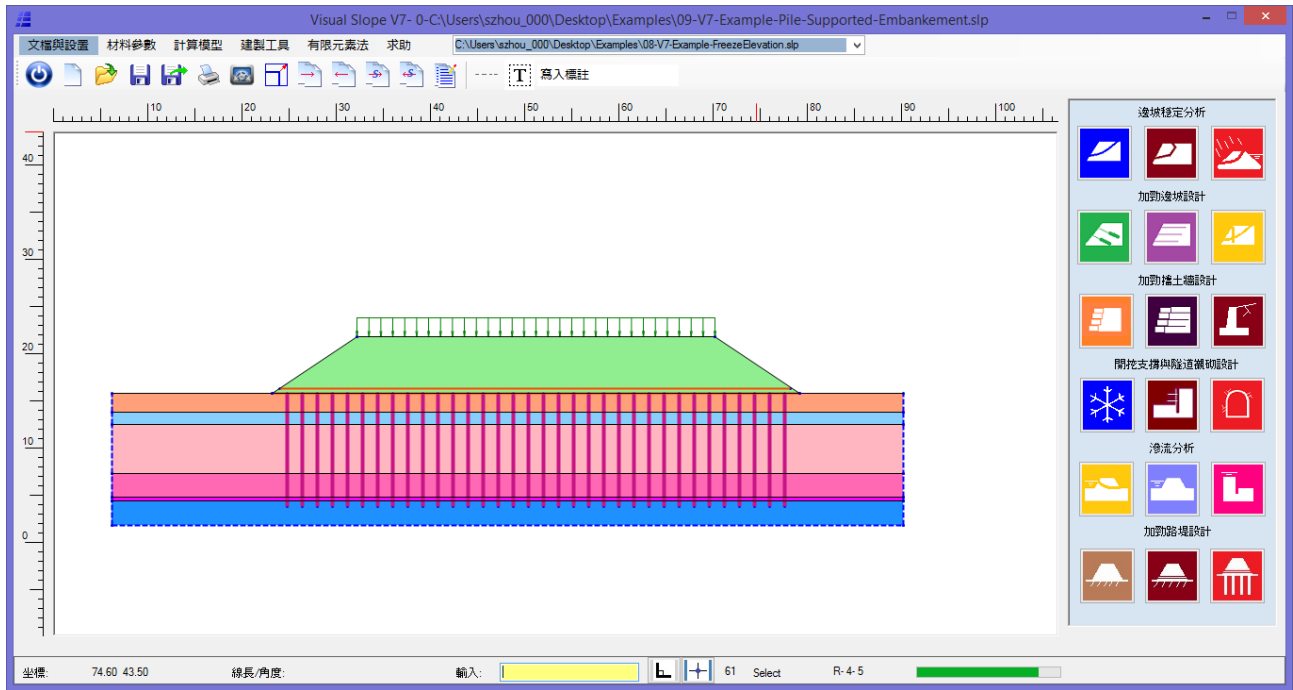 Visual Slope V7- 0-C:\Users\szhou_000\Desktop\Examples\09-V7-Example-Pile-Supported-Embankement.slp
文檔與設置 材料參數 計算模型 建製工具 有限元素法 求助 C:\Users\szhou_000\Desktop\Examples\08-V7-Example-FreezeElevation.slp
T 寫入標註
10 20 30 40 50 60 70 80 90 100
40
30
20
10
0
邊坡穩定分析
加勁邊坡設計
加勁擋土牆設計
開挖支撐與隧道襯砌設計
滲流分析
加勁路堤設計
坐標: 74.60 43.50 線長/角度: 輸入: 61 Select R- 4- 5